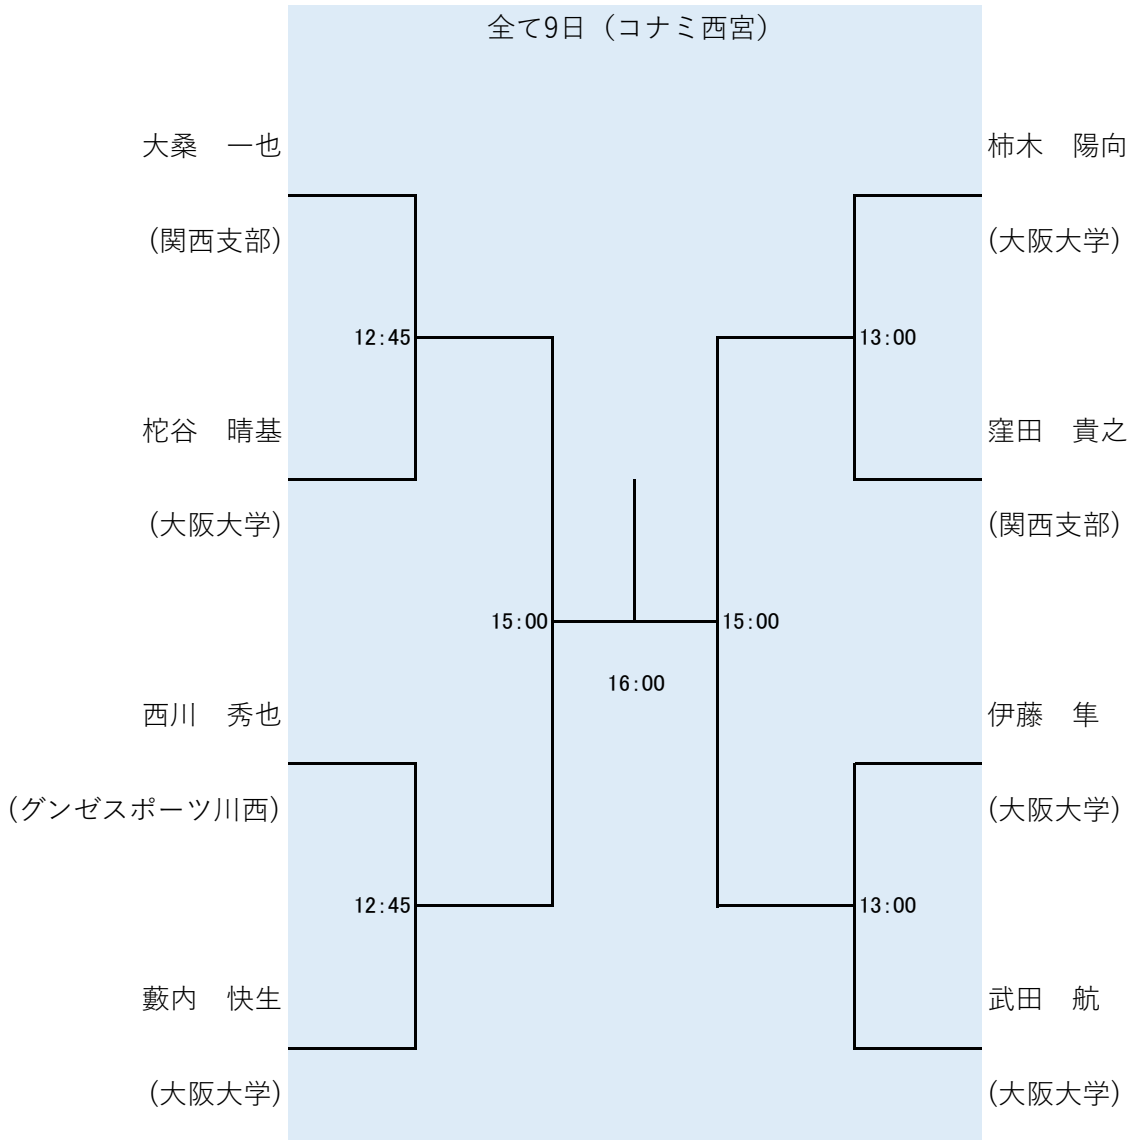 全て9日（コナミ西宮）
大桑　一也
(関西支部)
12:45
柁谷　晴基
(大阪大学)
15:00
西川　秀也
(グンゼスポーツ川西)
12:45
藪内　快生
(大阪大学)
16:00
柿木　陽向
(大阪大学)
13:00
窪田　貴之
(関西支部)
15:00
伊藤　隼
(大阪大学)
13:00
武田　航
(大阪大学)